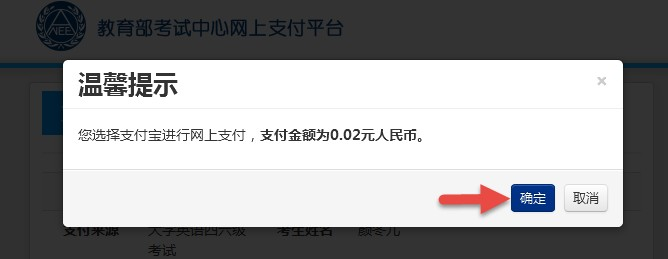 NEEA
教育部考试中心网上支付平台
温馨提示
×
您选择支付宝进行网上支付，支付金额为0.02元人民币。
确定
取消
支付来源 大学英语四六级 考生姓名
考试